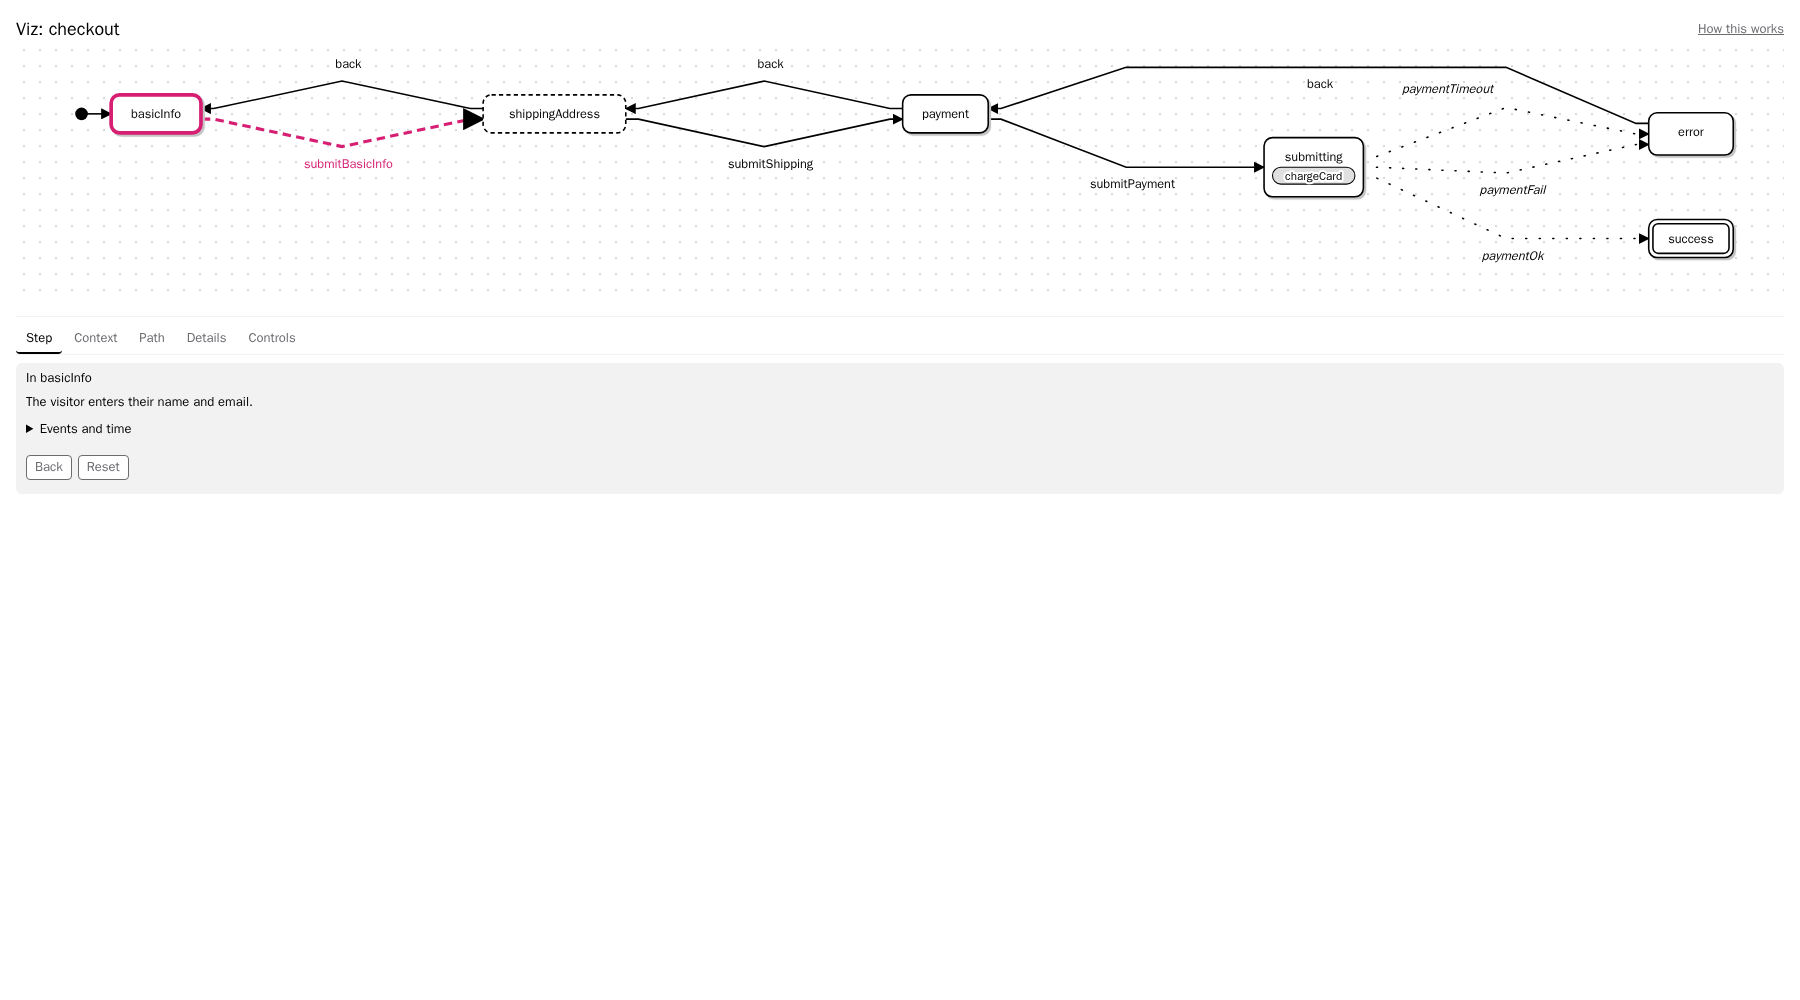 Viz: checkout
How this works
back
back
back
paymentTimeout
basicInfo
shippingAddress
payment
error
submitBasicInfo
submitShipping
submitting
chargeCard
submitPayment
paymentFail
success
paymentOk
Step
Context
Path
Details
Controls
In basicInfo
The visitor enters their name and email.
Events and time
Back
Reset